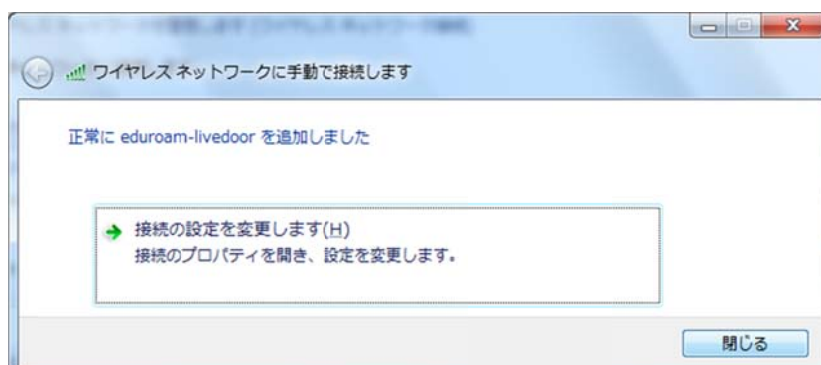 ワイヤレス ネットワークに手動で接続します
正常に eduroam-livedoor を追加しました
接続の設定を変更します(H)
接続のプロパティを開き、設定を変更します。
閉じる